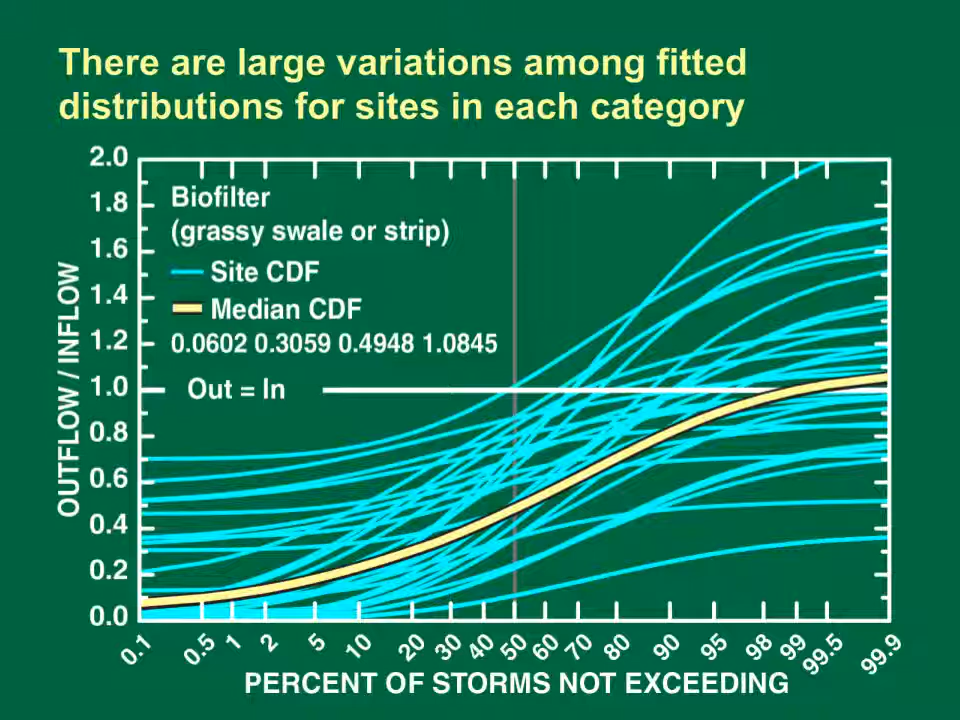 There are large variations among fitted
distributions for sites in each category
2.0
1.8
1.6
1.4
1.2
1.0
0.8
0.6
0.4
0.2
0.0
OUTFLOW / INFLOW
Biofilter
(grassy swale or strip)
Site CDF
Median CDF
0.0602 0.3059 0.4948 1.0845
Out = In
0.1 0.5 1 2 5 10 20 30 40 50 60 70 80 90 95 98 99 99.5 99.9
PERCENT OF STORMS NOT EXCEEDING